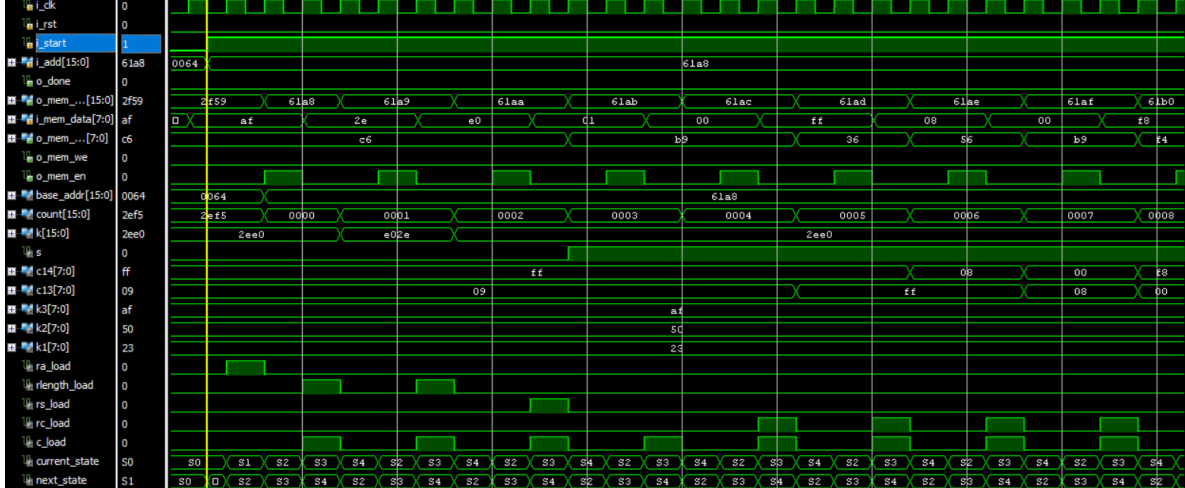 i_clk 0
i_rst 0
i_start 1
i_add[15:0] 61a8 0064 61a8
o_done 0
o_mem_...[15:0] 2f59 2f59 61a8 61a9 61aa 61ab 61ac 61ad 61ae 61af 61b0
i_mem_data[7:0] af af 2e e0 01 00 ff 08 00 f8
o_mem_...[7:0] c6 c6 b9 36 56 b9 f4
o_mem_we 0
o_mem_en 0
base_addr[15:0] 0064 0064 61a8
count[15:0] 2ef5 2ef5 0000 0001 0002 0003 0004 0005 0006 0007 0008
k[15:0] 2ee0 2ee0 e02e 2ee0
s 0
c14[7:0] ff ff 08 00 f8
c13[7:0] 09 09 ff 08 00
k3[7:0] af af
k2[7:0] 50 50
k1[7:0] 23 23
ra_load 0
rlength_load 0
rs_load 0
rc_load 0
c_load 0
current_state S0 S0 S1 S2 S3 S4 S2 S3 S4 S2 S3 S4 S2 S3 S4 S2 S3 S4 S2 S3 S4 S2 S3 S4 S2 S3 S4 S2
next_state S1 S0 S2 S3 S4 S2 S3 S4 S2 S3 S4 S2 S3 S4 S2 S3 S4 S2 S3 S4 S2 S3 S4 S2 S3 S4 S2 S3